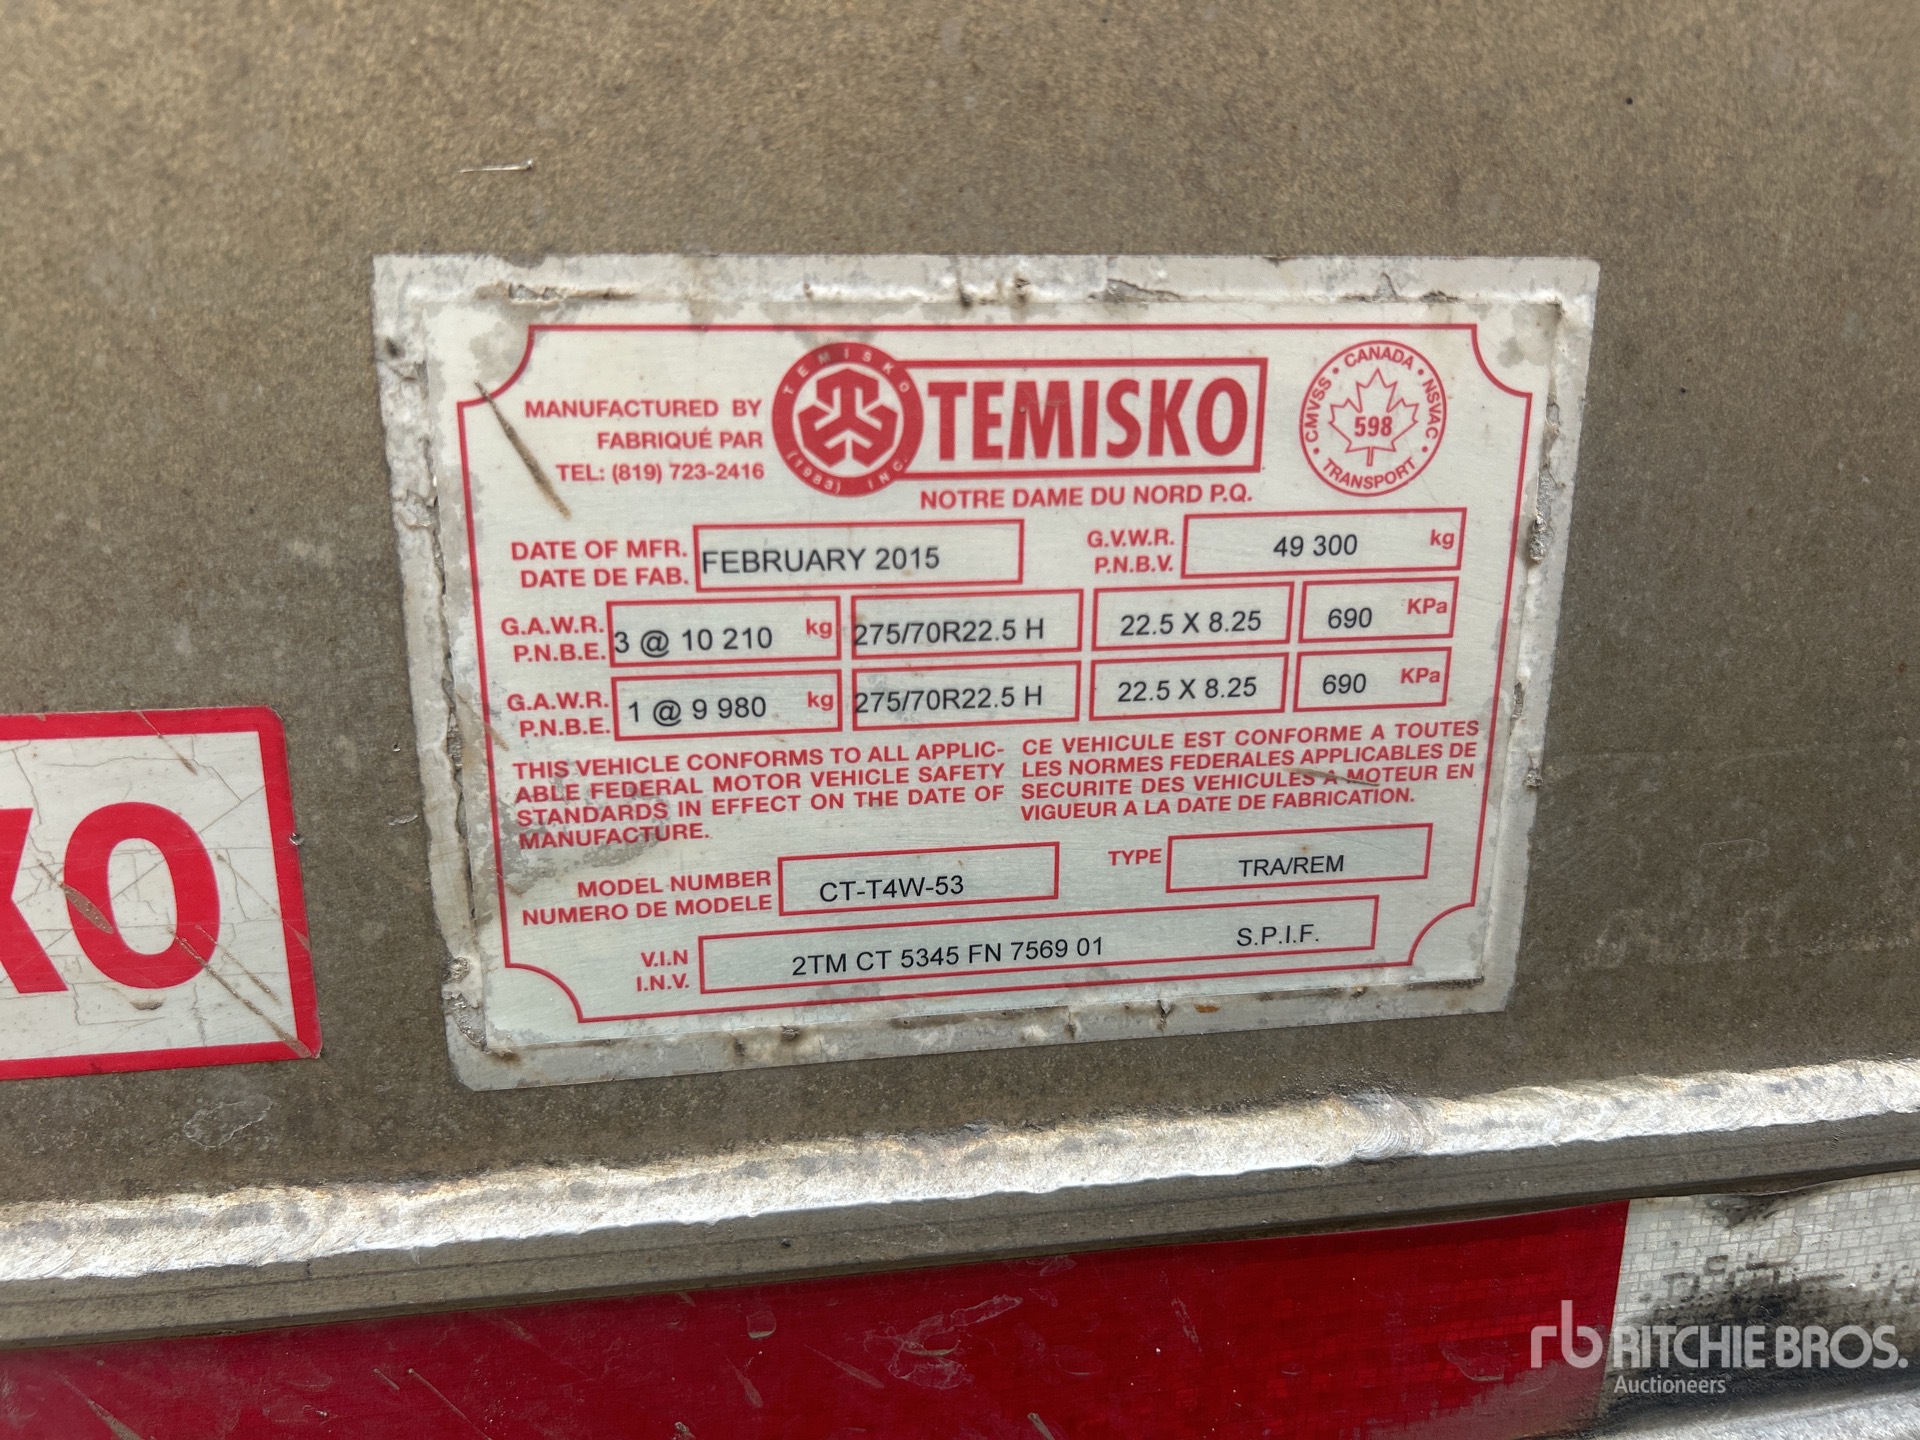 MANUFACTURED BY
FABRIQUÉ PAR
TEL: (819) 723-2416
TEMISKO (1983) INC.
TEMISKO
NOTRE DAME DU NORD P.Q.
CANADA • NSVAC • TRANSPORT • CMVSS •
598
DATE OF MFR.
DATE DE FAB.
FEBRUARY 2015
G.V.W.R.
P.N.B.V.
49 300 kg
G.A.W.R.
P.N.B.E.
3 @ 10 210 kg 275/70R22.5 H 22.5 X 8.25 690 KPa
G.A.W.R.
P.N.B.E.
1 @ 9 980 kg 275/70R22.5 H 22.5 X 8.25 690 KPa
THIS VEHICLE CONFORMS TO ALL APPLIC-
ABLE FEDERAL MOTOR VEHICLE SAFETY
STANDARDS IN EFFECT ON THE DATE OF
MANUFACTURE.
CE VEHICULE EST CONFORME A TOUTES
LES NORMES FEDERALES APPLICABLES DE
SECURITE DES VEHICULES A MOTEUR EN
VIGUEUR A LA DATE DE FABRICATION.
MODEL NUMBER
NUMERO DE MODELE
CT-T4W-53
TYPE TRA/REM
V.I.N
I.N.V.
2TM CT 5345 FN 7569 01 S.P.I.F.
KO
rb RITCHIE BROS.
Auctioneers